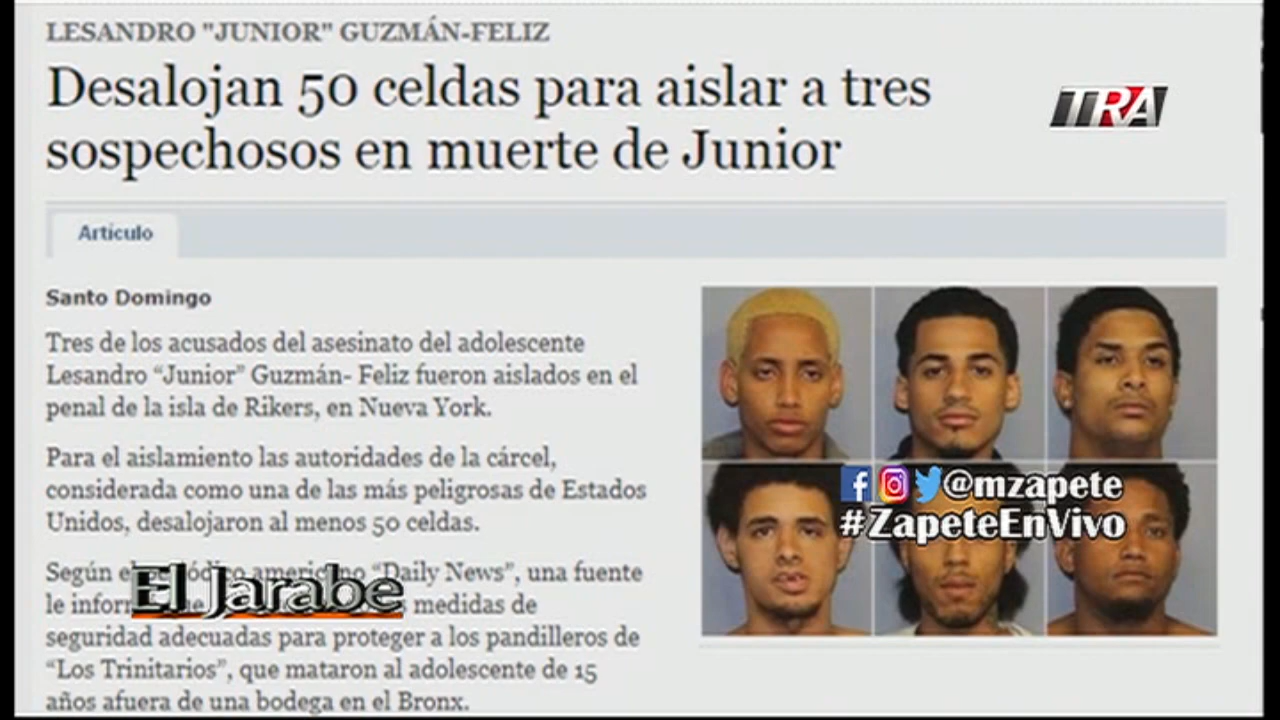 LESANDRO "JUNIOR" GUZMÁN-FELIZ
Desalojan 50 celdas para aislar a tres
sospechosos en muerte de Junior
TRA
Artículo
Santo Domingo
Tres de los acusados del asesinato del adolescente
Lesandro “Junior” Guzmán- Feliz fueron aislados en el
penal de la isla de Rikers, en Nueva York.
Para el aislamiento las autoridades de la cárcel,
considerada como una de las más peligrosas de Estados
Unidos, desalojaron al menos 50 celdas.
Según “Daily News”, una fuente
le medidas de
seguridad adecuadas para proteger a los pandilleros de
“Los Trinitarios”, que mataron al adolescente de 15
años afuera de una bodega en el Bronx.
El Jarabe
@mzapete
#ZapeteEnVivo